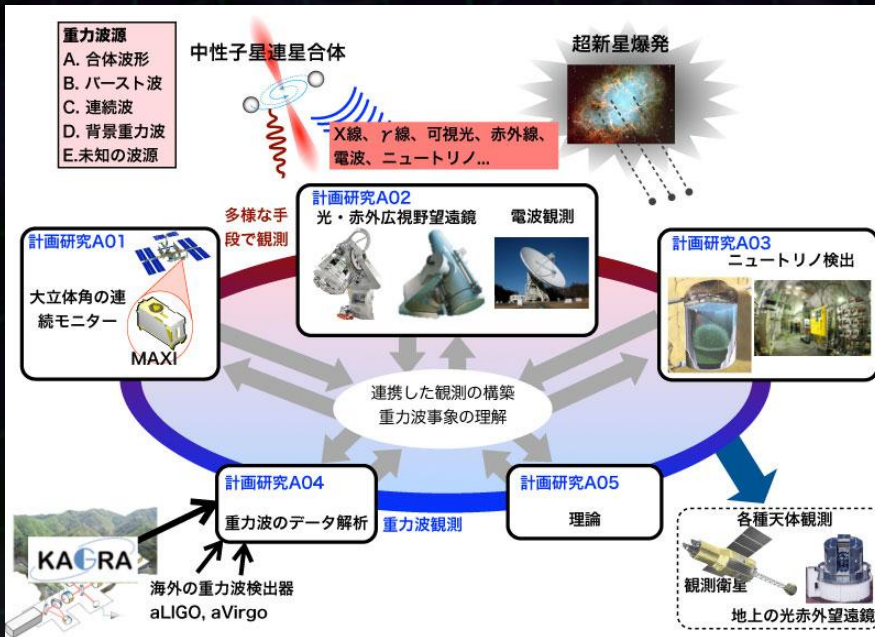 重力波源
A. 合体波形
B. バースト波
C. 連続波
D. 背景重力波
E.未知の波源
中性子星連星合体
超新星爆発
X線、γ線、可視光、赤外線、
電波、ニュートリノ...
多様な手
段で観測
計画研究A01
大立体角の連
続モニター
MAXI
計画研究A02
光・赤外広視野望遠鏡
電波観測
計画研究A03
ニュートリノ検出
連携した観測の構築
重力波事象の理解
計画研究A04
重力波のデータ解析
重力波観測
計画研究A05
理論
KAGRA
海外の重力波検出器
aLIGO, aVirgo
各種天体観測
観測衛星
地上の光赤外望遠鏡